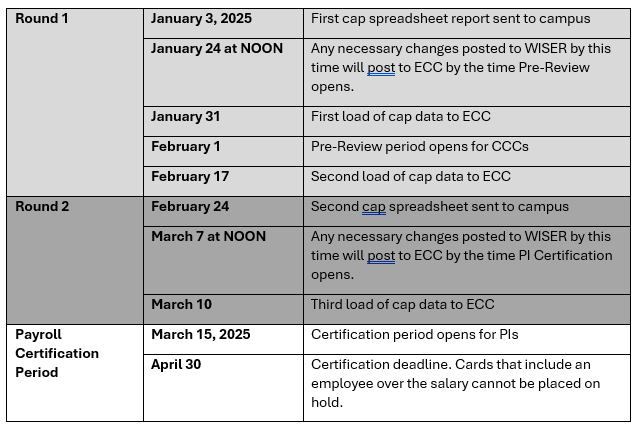 Round 1
January 3, 2025
First cap spreadsheet report sent to campus
January 24 at NOON
Any necessary changes posted to WISER by this
time will post to ECC by the time Pre-Review
opens.
January 31
First load of cap data to ECC
February 1
Pre-Review period opens for CCCs
February 17
Second load of cap data to ECC
Round 2
February 24
Second cap spreadsheet sent to campus
March 7 at NOON
Any necessary changes posted to WISER by this
time will post to ECC by the time PI Certification
opens.
March 10
Third load of cap data to ECC
Payroll
Certification
Period
March 15, 2025
Certification period opens for PIs
April 30
Certification deadline. Cards that include an
employee over the salary cannot be placed on
hold.